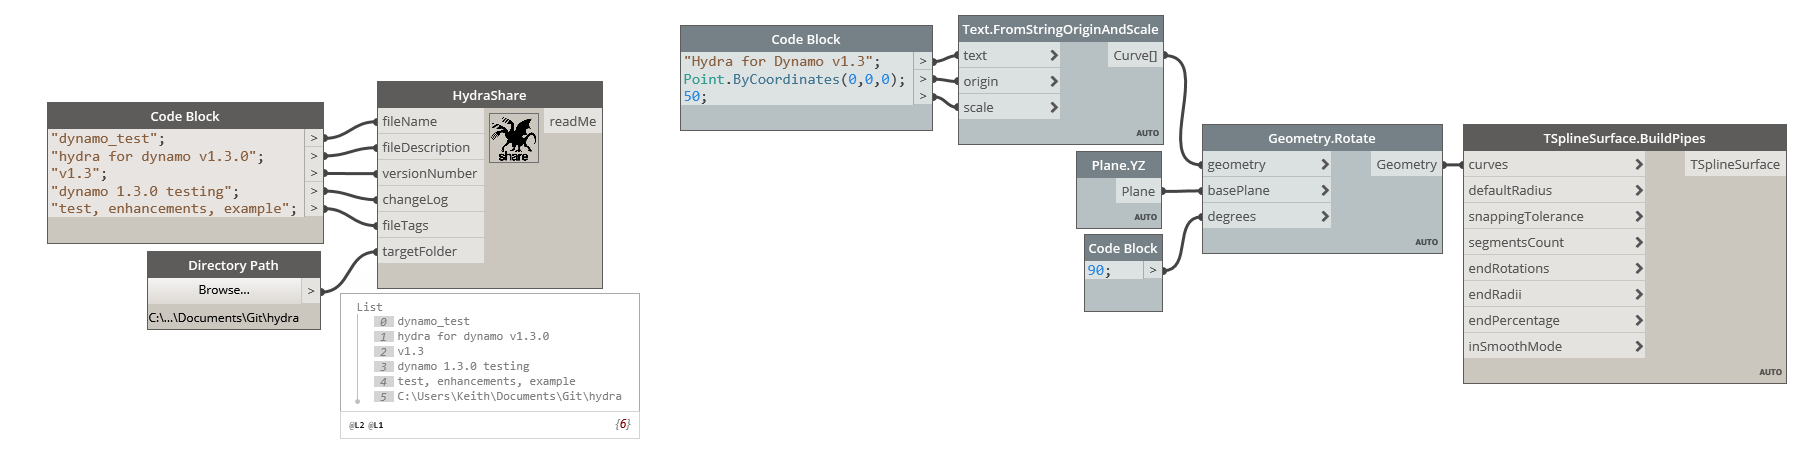 Code Block
"dynamo_test"; >
"hydra for dynamo v1.3.0"; >
"v1.3"; >
"dynamo 1.3.0 testing"; >
"test, enhancements, example"; >
Directory Path
Browse... >
C:\...\Documents\Git\hydra
HydraShare
fileName readMe
fileDescription
versionNumber
changeLog
fileTags
targetFolder
share
List
0 dynamo_test
1 hydra for dynamo v1.3.0
2 v1.3
3 dynamo 1.3.0 testing
4 test, enhancements, example
5 C:\Users\Keith\Documents\Git\hydra
@L2 @L1 {6}
Code Block
"Hydra for Dynamo v1.3"; >
Point.ByCoordinates(0,0,0); >
50; >
Text.FromStringOriginAndScale
text > Curve[]
origin >
scale >
AUTO
Plane.YZ
Plane
AUTO
Code Block
90; >
Geometry.Rotate
geometry > Geometry
basePlane >
degrees >
AUTO
TSplineSurface.BuildPipes
curves > TSplineSurface
defaultRadius >
snappingTolerance >
segmentsCount >
endRotations >
endRadii >
endPercentage >
inSmoothMode >
AUTO